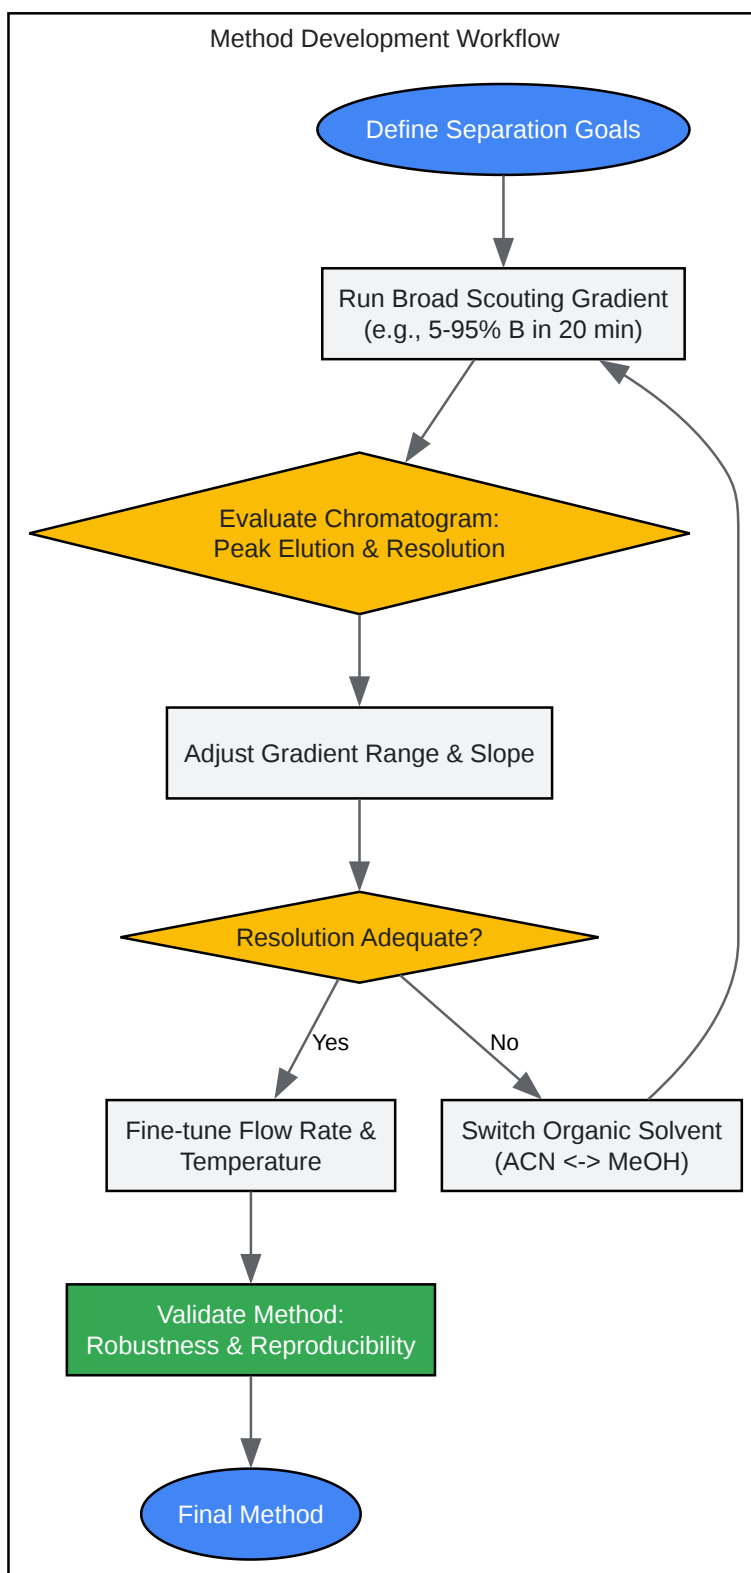 Method Development Workflow
Define Separation Goals
Run Broad Scouting Gradient
(e.g., 5-95% B in 20 min)
Evaluate Chromatogram:
Peak Elution & Resolution
Adjust Gradient Range & Slope
Resolution Adequate?
Yes
No
Fine-tune Flow Rate &
Temperature
Switch Organic Solvent
(ACN <-> MeOH)
Validate Method:
Robustness & Reproducibility
Final Method